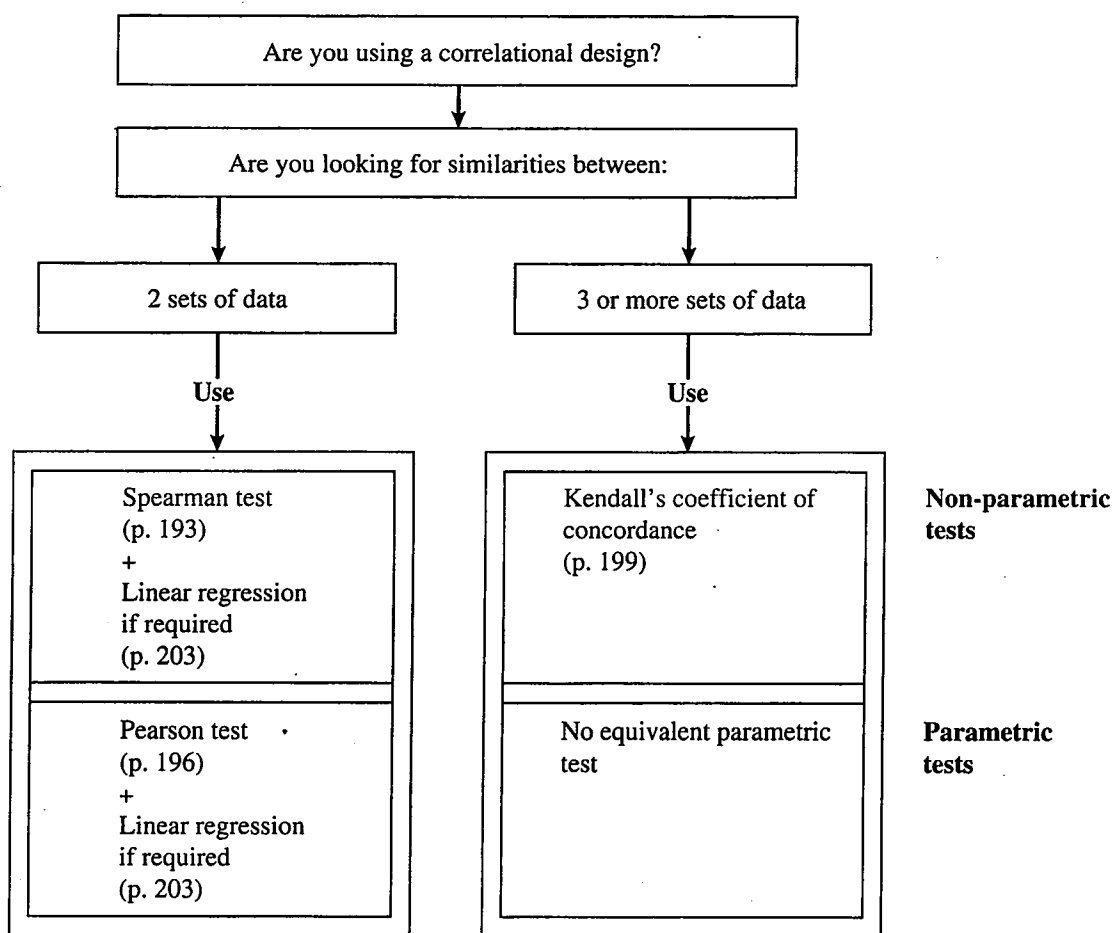 Are you using a correlational design?
Are you looking for similarities between:
2 sets of data
3 or more sets of data
Use
Use
Spearman test
(p. 193)
+
Linear regression
if required
(p. 203)
Kendall's coefficient of
concordance
(p. 199)
Non-parametric
tests
Pearson test
(p. 196)
+
Linear regression
if required
(p. 203)
No equivalent parametric
test
Parametric
tests